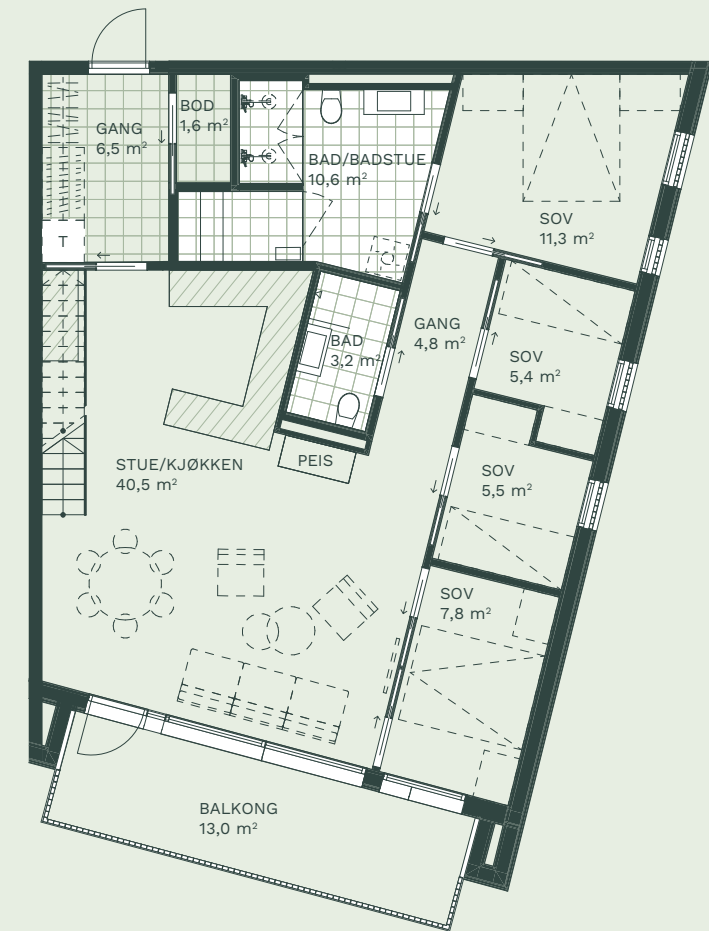 GANG
6,5 m²
BOD
1,6 m²
BAD/BADSTUE
10,6 m²
SOV
11,3 m²
T
GANG
4,8 m²
BAD
3,2 m²
SOV
5,4 m²
STUE/KJØKKEN
40,5 m²
PEIS
SOV
5,5 m²
SOV
7,8 m²
BALKONG
13,0 m²